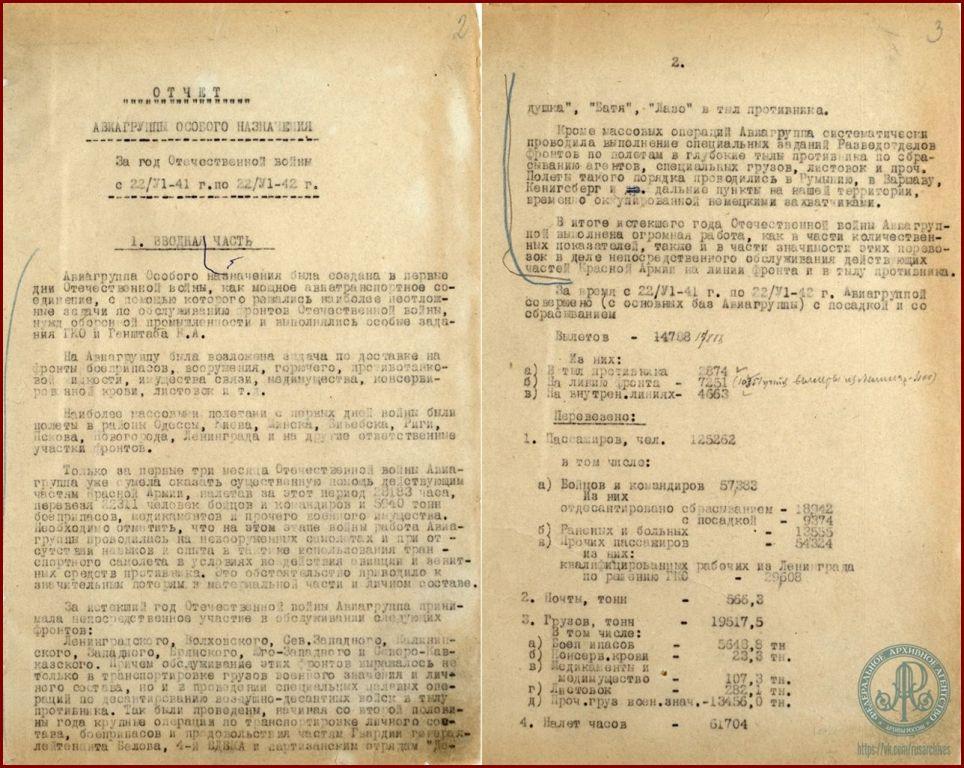 2
О Т Ч Е Т
АВИАГРУППЫ ОСОБОГО НАЗНАЧЕНИЯ
За год Отечественной войны
с 22/У1-41 г.по 22/У1-42 г.
1. ВВОДНАЯ ЧАСТЬ
Авиагруппа Особого назначения была создана в первые
дни Отечественной войны, как мощное авиатранспортное со-
единение, с помощью которого решались наиболее неотлож-
ные задачи по обслуживанию фронтов Отечественной войны,
нужд оборонной промышленности и выполнялись особые зада-
ния ГКО и Генштаба К.А.
На Авиагруппу была возложена задача по доставке на
фронты боеприпасов, вооружения, горючего, противотанко-
вой жидкости, имущества связи, медимущества, консерви-
рованной крови, листовок и т.д.
Наиболее массовыми полетами с первых дней войны были
полеты в районы Одессы, Киева, Минска, Витебска, Риги,
Пскова, Новогорода, Ленинграда и на другие ответственные
участки фронтов.
Только за первые три месяца Отечественной войны Авиа-
группа уже сумела оказать существенную помощь действующим
частям Красной Армии, налетав за этот период часа,
перевезя человек бойцов и командиров и тонн
боеприпасов, медикаментов и прочего военного имущества.
Необходимо отметить, что на этом этапе войны работа Авиа-
группы проводилась на невооруженных самолетах и при от -
сутствии навыков и опыта в тактике использования тран -
спортного самолета в условиях воздействия авиации и зенит-
ных средств противника. Это обстоятельство приводило к
значительным потерям в материальной части и личном составе.
За истекший год Отечественной войны Авиагруппа прини-
мала непосредственное участие в обслуживании следующих
фронтов:
Ленинградского, Волховского, Сев.Западного, Калинин-
ского, Западного, Брянского, Юго-Западного и Северо-Кав-
казского. Причем обслуживание этих фронтов выражалось не
только в транспортировке грузов военного значения и лич-
ного состава, но и в проведении специальных целевых опе-
раций по десантированию воздушно-десантных войск в тылу
противника. Так были проведены, начиная со второй полови-
ны года крупные операции по транспортировке личного сос-
тава, боеприпасов и продовольствия частям Гвардии генерал-
лейтенанта Белова, 4-й ВДБКА и партизанским отрядам "Де-
3
2.
душка", "Батя", "Лазо" в тыл противника.
Кроме массовых операций Авиагруппа систематически
проводила выполнение специальных заданий Разведотделов
фронтов по полетам в глубокие тылы противника по сбра-
сыванию агентов, специальных грузов, листовок и проч.
Полеты такого порядка проводились в Румынию, в Варшаву,
Кенигсберг и дальние пункты на нашей территории,
временно оккупированной немецкими захватчиками.
В итоге истекшего года Отечественной войны Авиагруп-
пой выполнена огромная работа, как в части количествен-
ных показателей, также и в части значимости этих перево-
зок в деле непосредственного обслуживания действующих
частей Красной Армии на линии фронта и в тылу противника.
За время с 22/У1-41 г. по 22/У1-42 г. Авиагруппой
совершено (с основных баз Авиагруппы) с посадкой и со
сбрасыванием
Вылетов - 14788
Из них:
а) В тыл противника 2874
б) На линию фронта - 7251
в) На внутрен.линиях- 4663
Перевезено:
1. Пассажиров, чел. 125262
в том числе:
а) Бойцов и командиров 57383
Из них
отдесантировано сбрасыванием - 18942
с посадкой - 9374
б) Раненых и больных - 13555
в) Прочих пассажиров - 54324
из них:
квалифицированных рабочих из Ленинграда
по решению ГКО - 29608
2. Почты, тонн - 566,3
3. Грузов, тонн - 19517,5
В том числе:
а) Боеприпасов - 5648,8 тн
б) Консерв.крови - 23,3 тн.
в) Медикаменты и
медимущество - 107,3 тн.
г) Листовок - 282,1 тн.
д) Проч.груз воен.знач.-13456,0 тн.
4. Налет часов - 61704
ФЕДЕРАЛЬНОЕ АРХИВНОЕ АГЕНТСТВО
https://vk.com/rusarchives